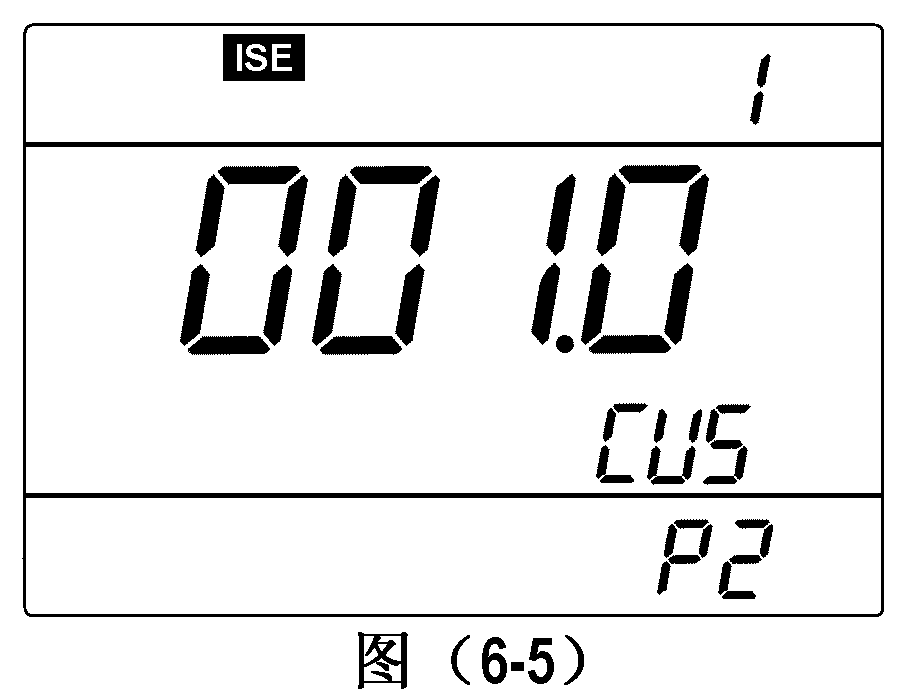 ISE 1
001.0
CUS
P2
图（6-5）